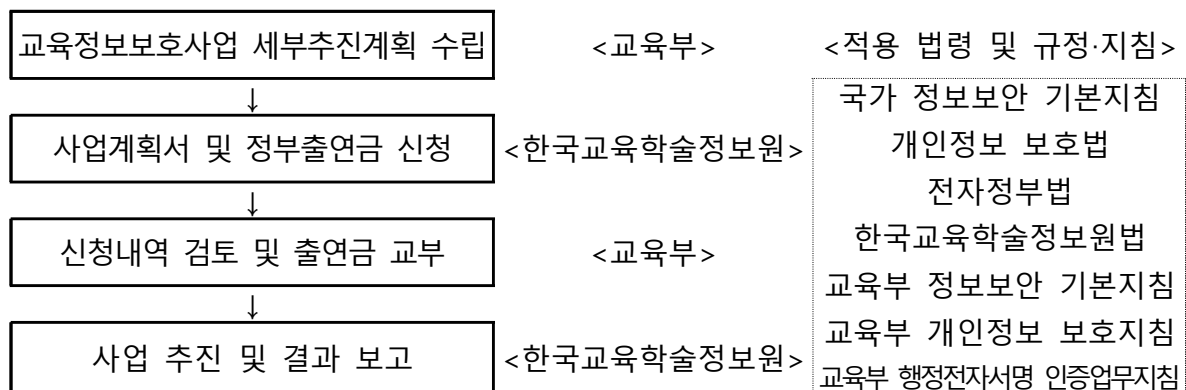 교육정보보호사업 세부추진계획 수립 <교육부> <적용 법령 및 규정·지침>
↓
사업계획서 및 정부출연금 신청 <한국교육학술정보원>
↓
신청내역 검토 및 출연금 교부 <교육부>
↓
사업 추진 및 결과 보고 <한국교육학술정보원>
국가 정보보안 기본지침
개인정보 보호법
전자정부법
한국교육학술정보원법
교육부 정보보안 기본지침
교육부 개인정보 보호지침
교육부 행정전자서명 인증업무지침